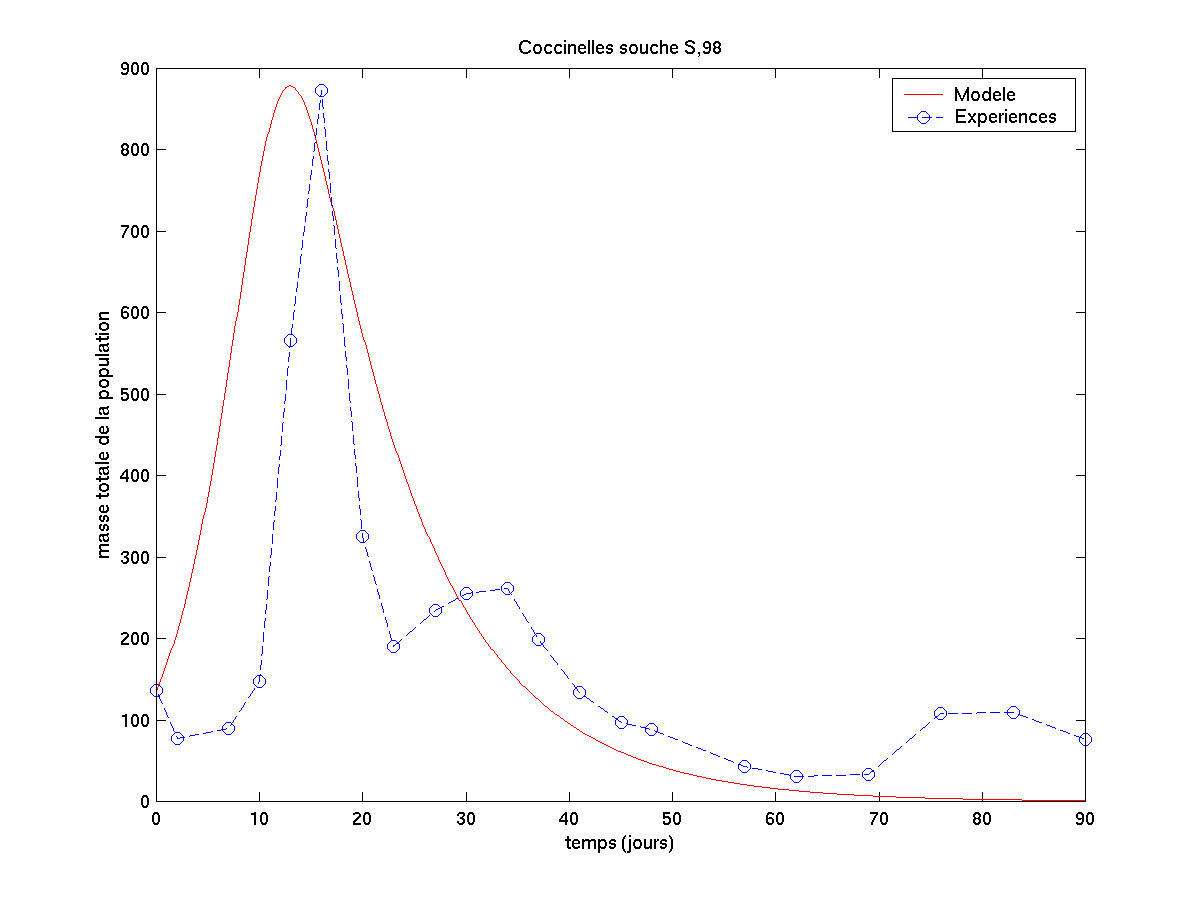 Coccinelles souche S,98
Modele
Experiences
masse totale de la population
900
800
700
600
500
400
300
200
100
0
0 10 20 30 40 50 60 70 80 90
temps (jours)